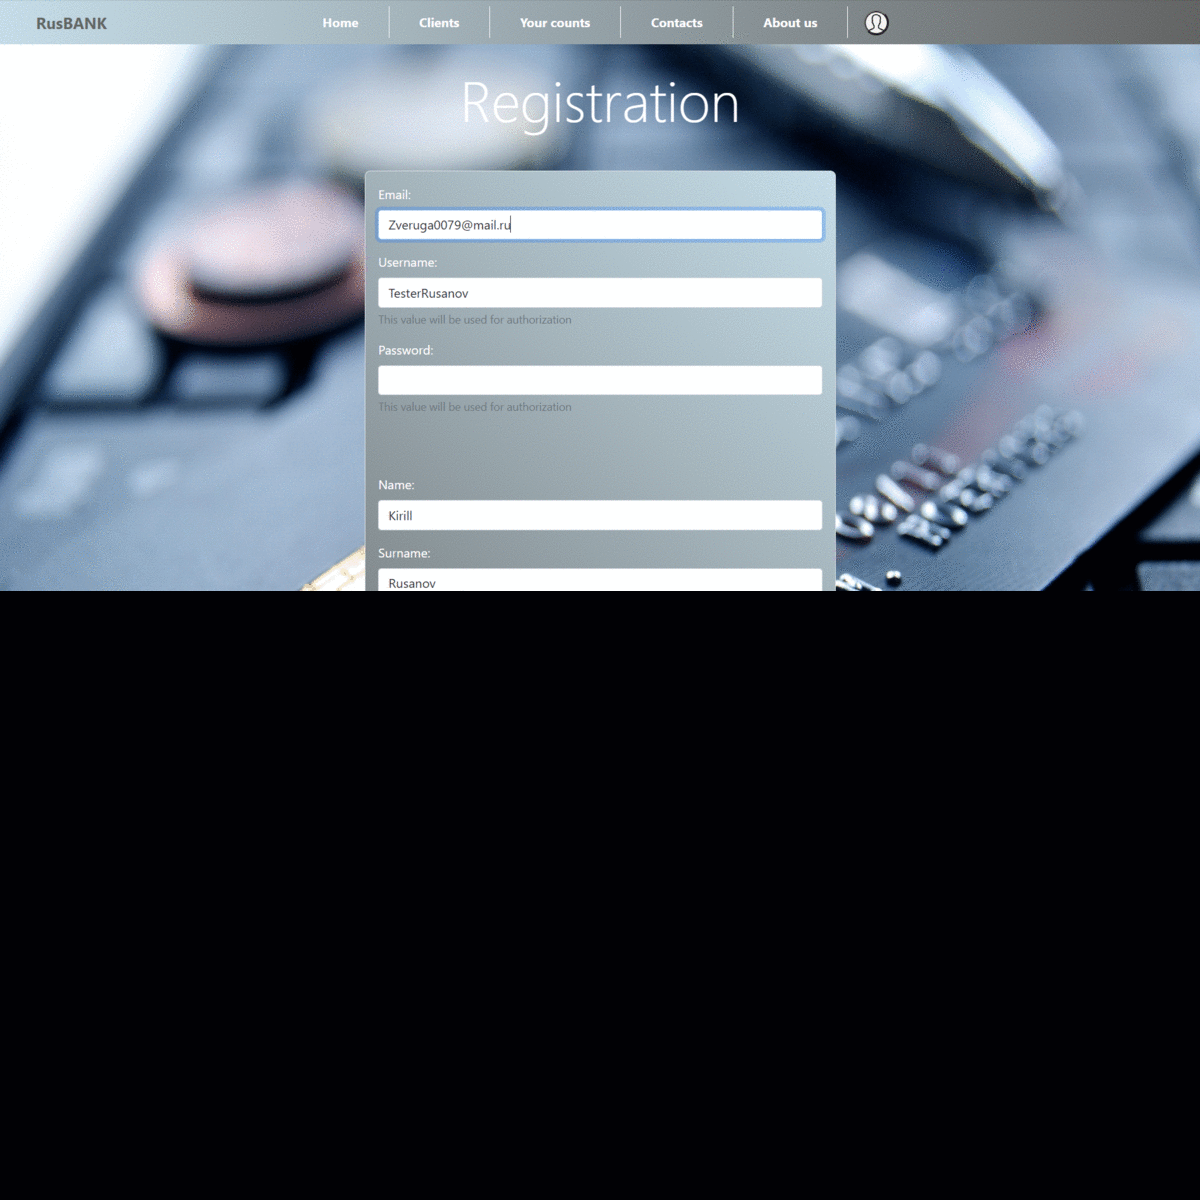 RusBANK Home Clients Your counts Contacts About us
Registration
Email:
Zveruga0079@mail.ru
Username:
TesterRusanov
This value will be used for authorization
Password:
This value will be used for authorization
Name:
Kirill
Surname:
Rusanov